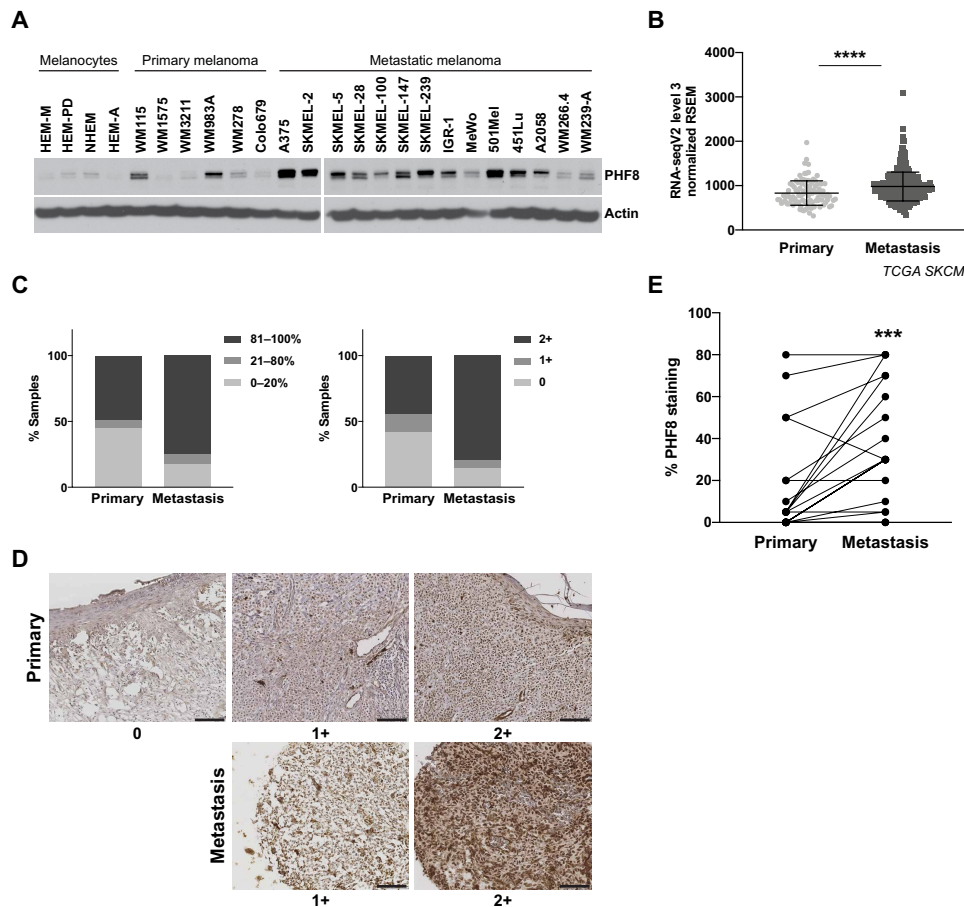 A
Melanocytes
Primary melanoma
Metastatic melanoma
HEM-M
HEM-PD
NHEM
HEM-A
WM115
WM1575
WM3211
WM983A
WM278
Colo679
A375
SKMEL-2
SKMEL-5
SKMEL-28
SKMEL-100
SKMEL-147
SKMEL-239
IGR-1
MeWo
501Mel
451Lu
A2058
WM266.4
WM239-A
PHF8
Actin
B
RNA-seqV2 level 3
normalized RSEM
4000
3000
2000
1000
0
****
Primary
Metastasis
TCGA SKCM
C
% Samples
100
50
0
Primary
Metastasis
81–100%
21–80%
0–20%
% Samples
100
50
0
Primary
Metastasis
2+
1+
0
E
% PHF8 staining
100
80
60
40
20
0
***
Primary
Metastasis
D
Primary
0
1+
2+
Metastasis
1+
2+